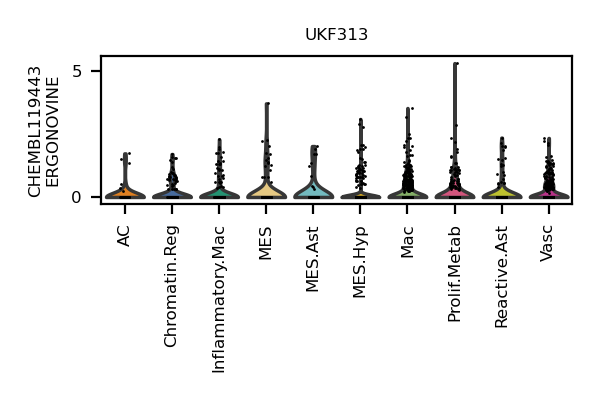 UKF313
CHEMBL119443
ERGONOVINE
5
0
AC
Chromatin.Reg
Inflammatory.Mac
MES
MES.Ast
MES.Hyp
Mac
Prolif.Metab
Reactive.Ast
Vasc